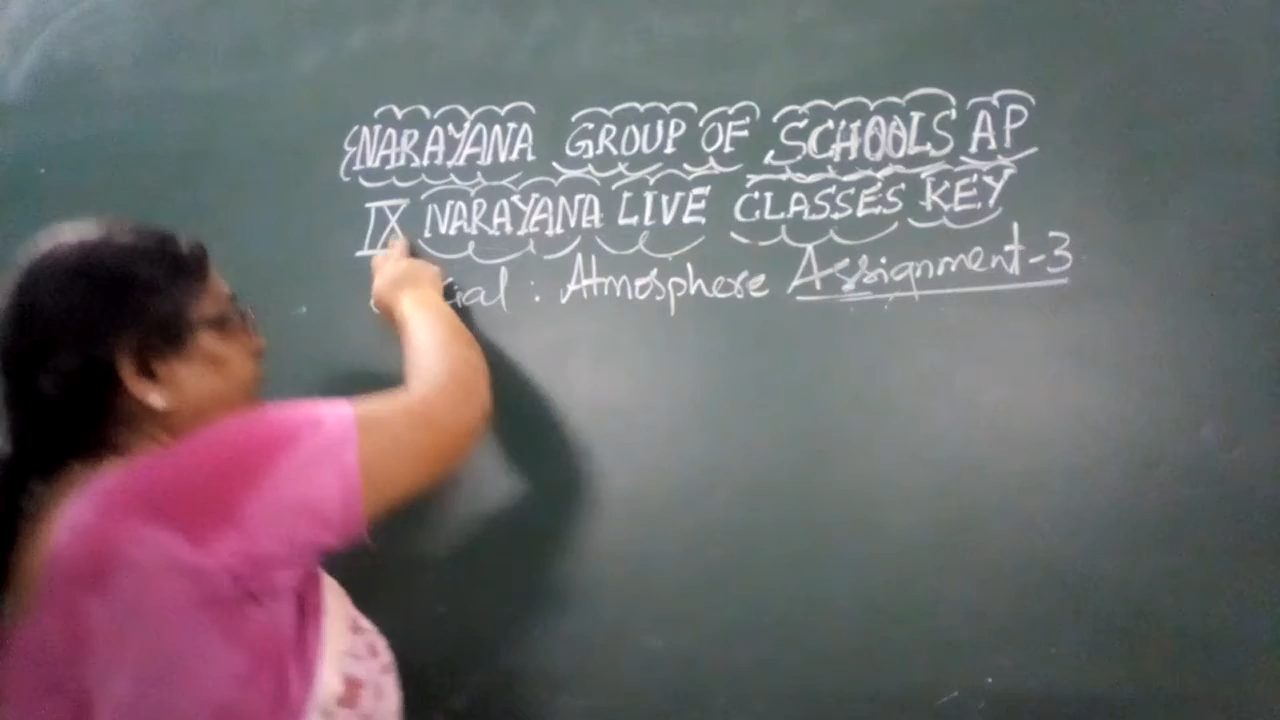 NARAYANA GROUP OF SCHOOLS AP
IX NARAYANA LIVE CLASSES KEY
: Atmosphere Assignment-3